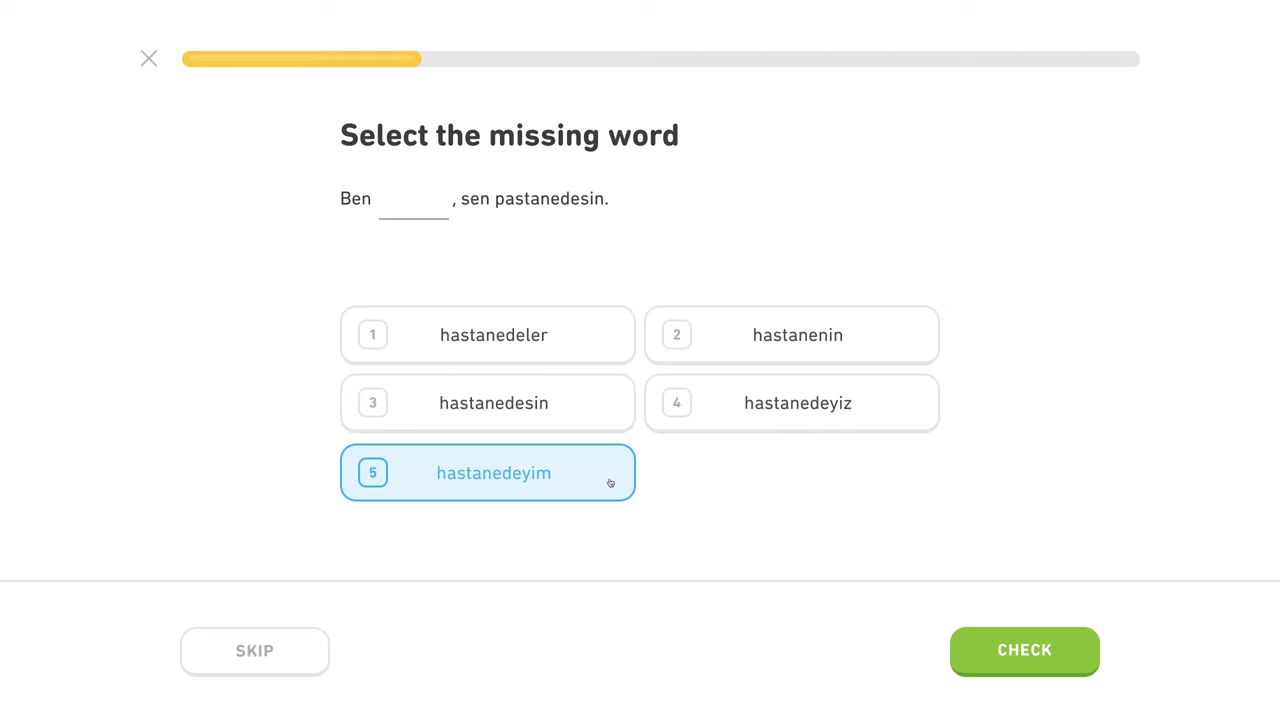 Select the missing word
Ben ______ , sen pastanedesin.
1 hastanedeler
2 hastanenin
3 hastanedesin
4 hastanedeyiz
5 hastanedeyim
SKIP
CHECK